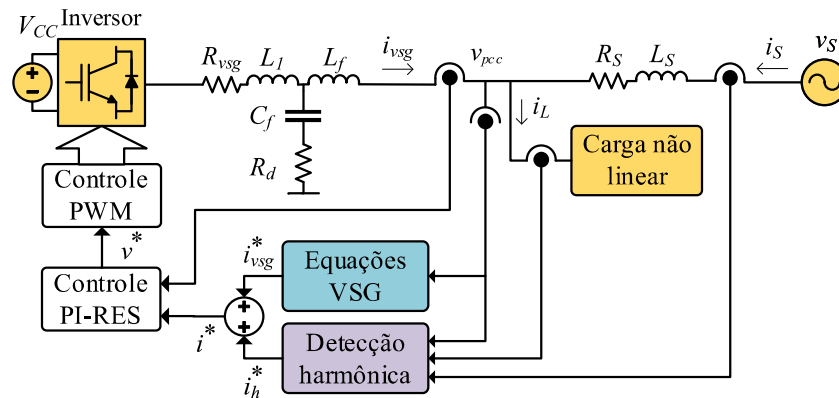 V_CC
Inversor
R_vsg
L_1
L_f
i_vsg
v_pcc
R_S
L_S
i_S
v_S
C_f
R_d
i_L
Carga não
linear
Controle
PWM
v*
Controle
PI-RES
i*
i*_vsg
Equações
VSG
i*_h
Detecção
harmônica